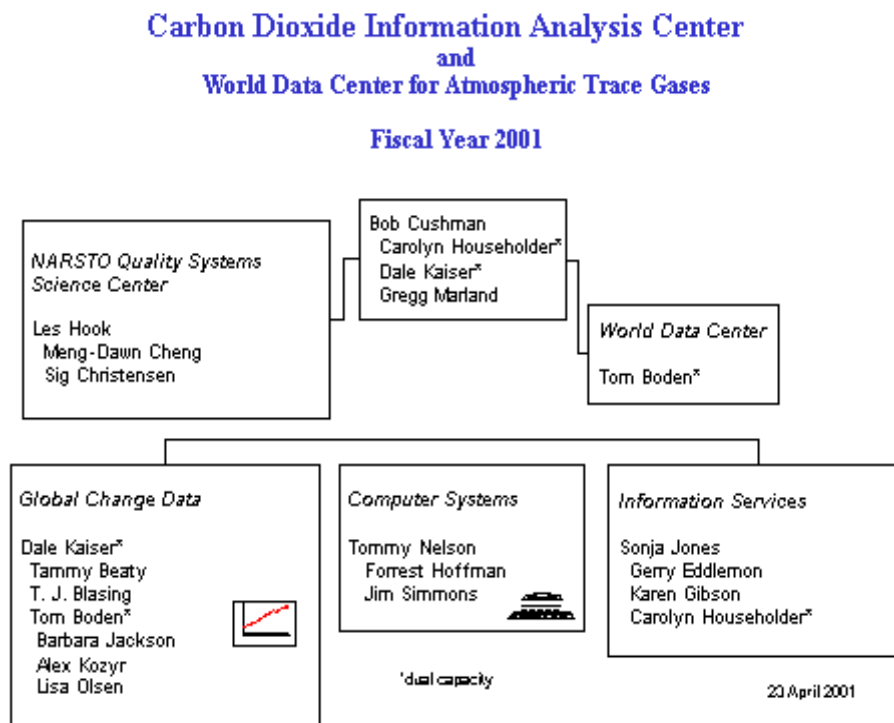 Carbon Dioxide Information Analysis Center
and
World Data Center for Atmospheric Trace Gases
Fiscal Year 2001
Bob Cushman
Carolyn Householder*
Dale Kaiser*
Gregg Marland
NARSTO Quality Systems
Science Center
Les Hook
Meng-Dawn Cheng
Sig Christensen
World Data Center
Tom Boden*
Global Change Data
Dale Kaiser*
Tammy Beaty
T. J. Blasing
Tom Boden*
Barbara Jackson
Alex Kozyr
Lisa Olsen
Computer Systems
Tommy Nelson
Forrest Hoffman
Jim Simmons
Information Services
Sonja Jones
Gerry Eddlemon
Karen Gibson
Carolyn Householder*
*dual capacity
23 April 2001